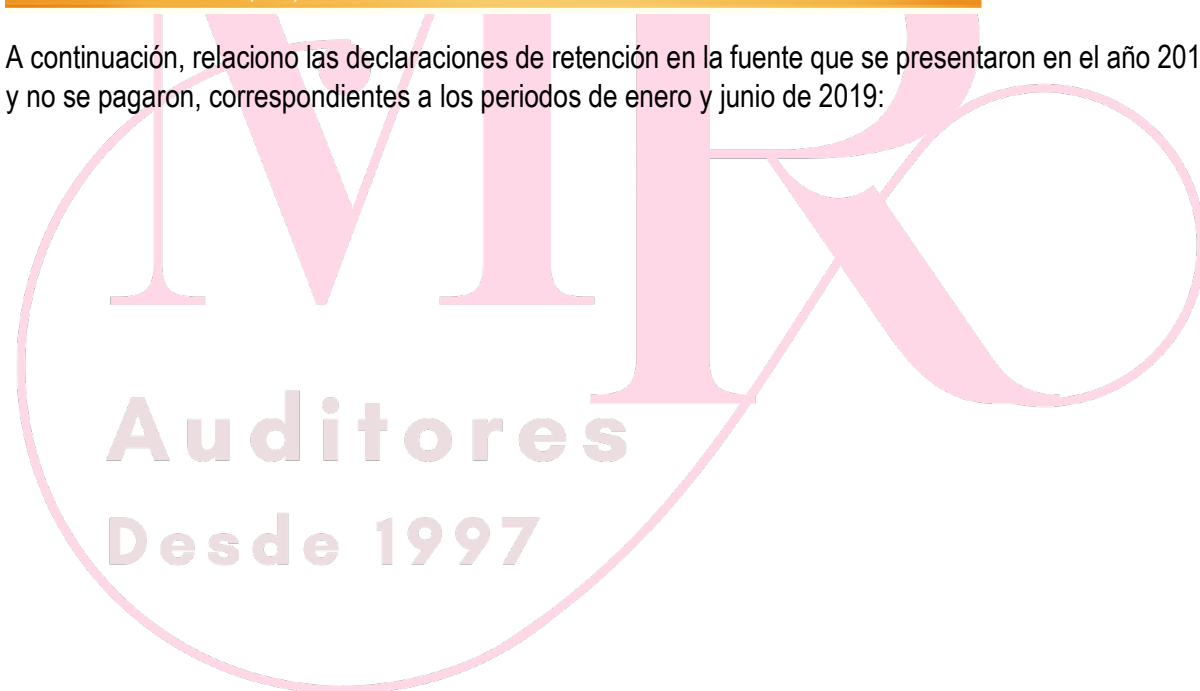 A continuación, relaciono las declaraciones de retención en la fuente que se presentaron en el año 201
y no se pagaron, correspondientes a los periodos de enero y junio de 2019:
MR
Auditores
Desde 1997